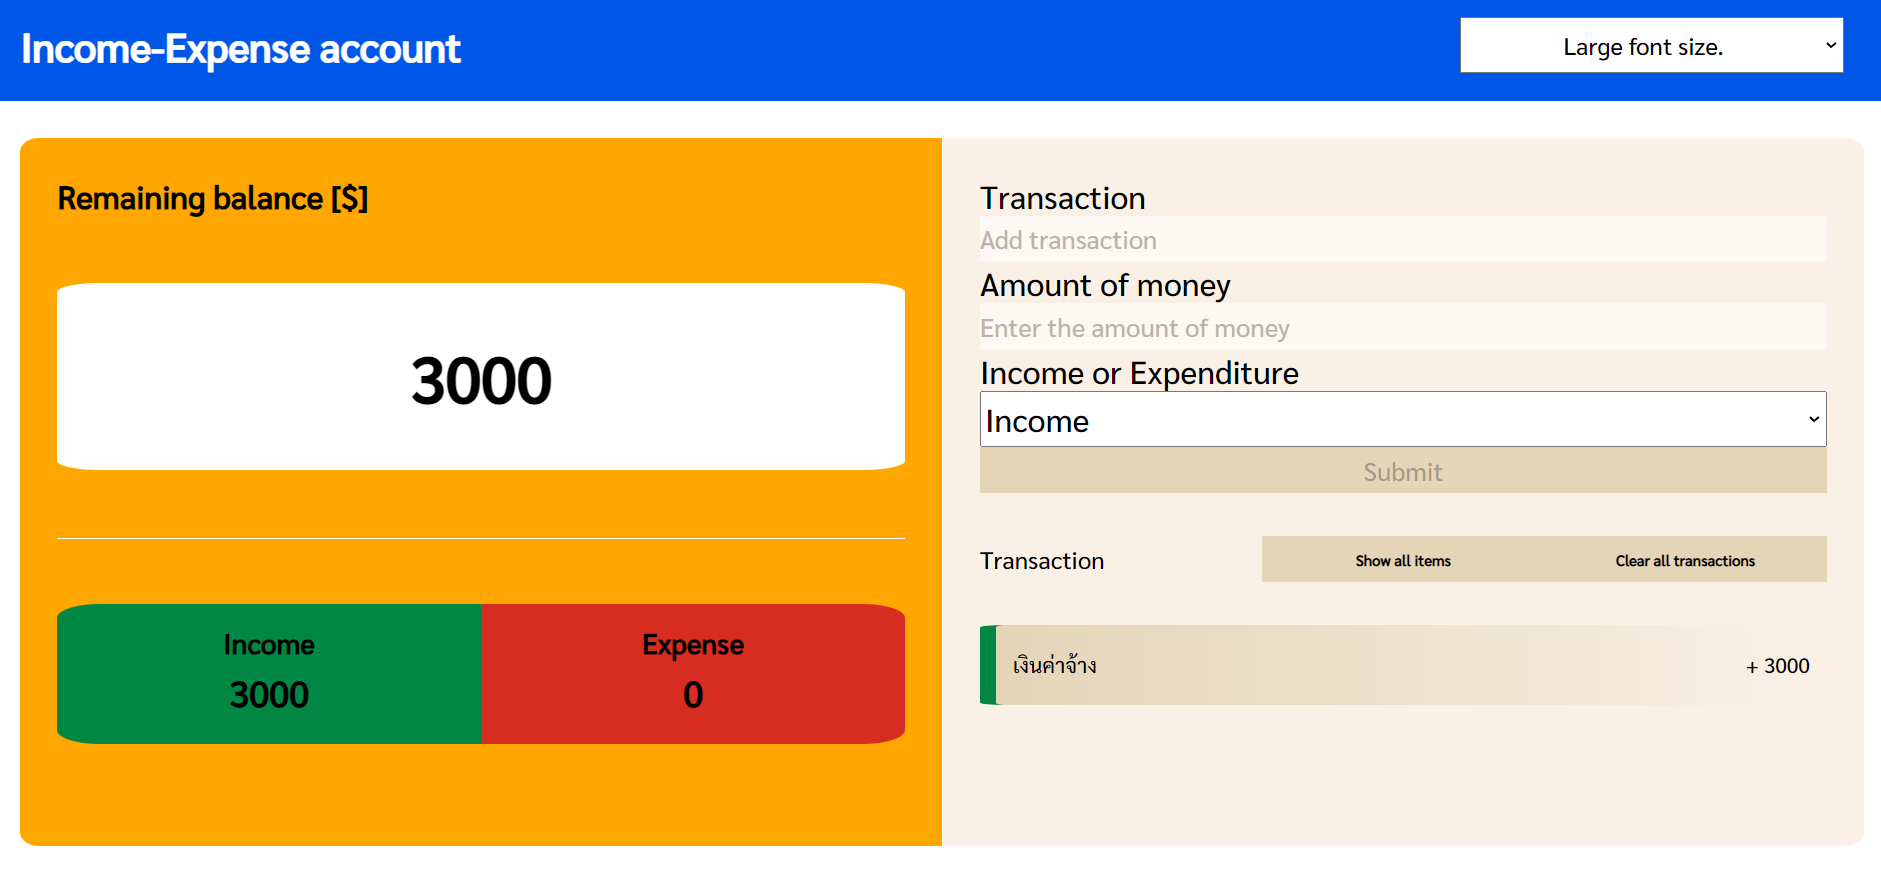 Income-Expense account
Large font size.
Remaining balance [$]
3000
Income
3000
Expense
0
Transaction
Add transaction
Amount of money
Enter the amount of money
Income or Expenditure
Income
Submit
Transaction
Show all items
Clear all transactions
เงินค่าจ้าง
+ 3000